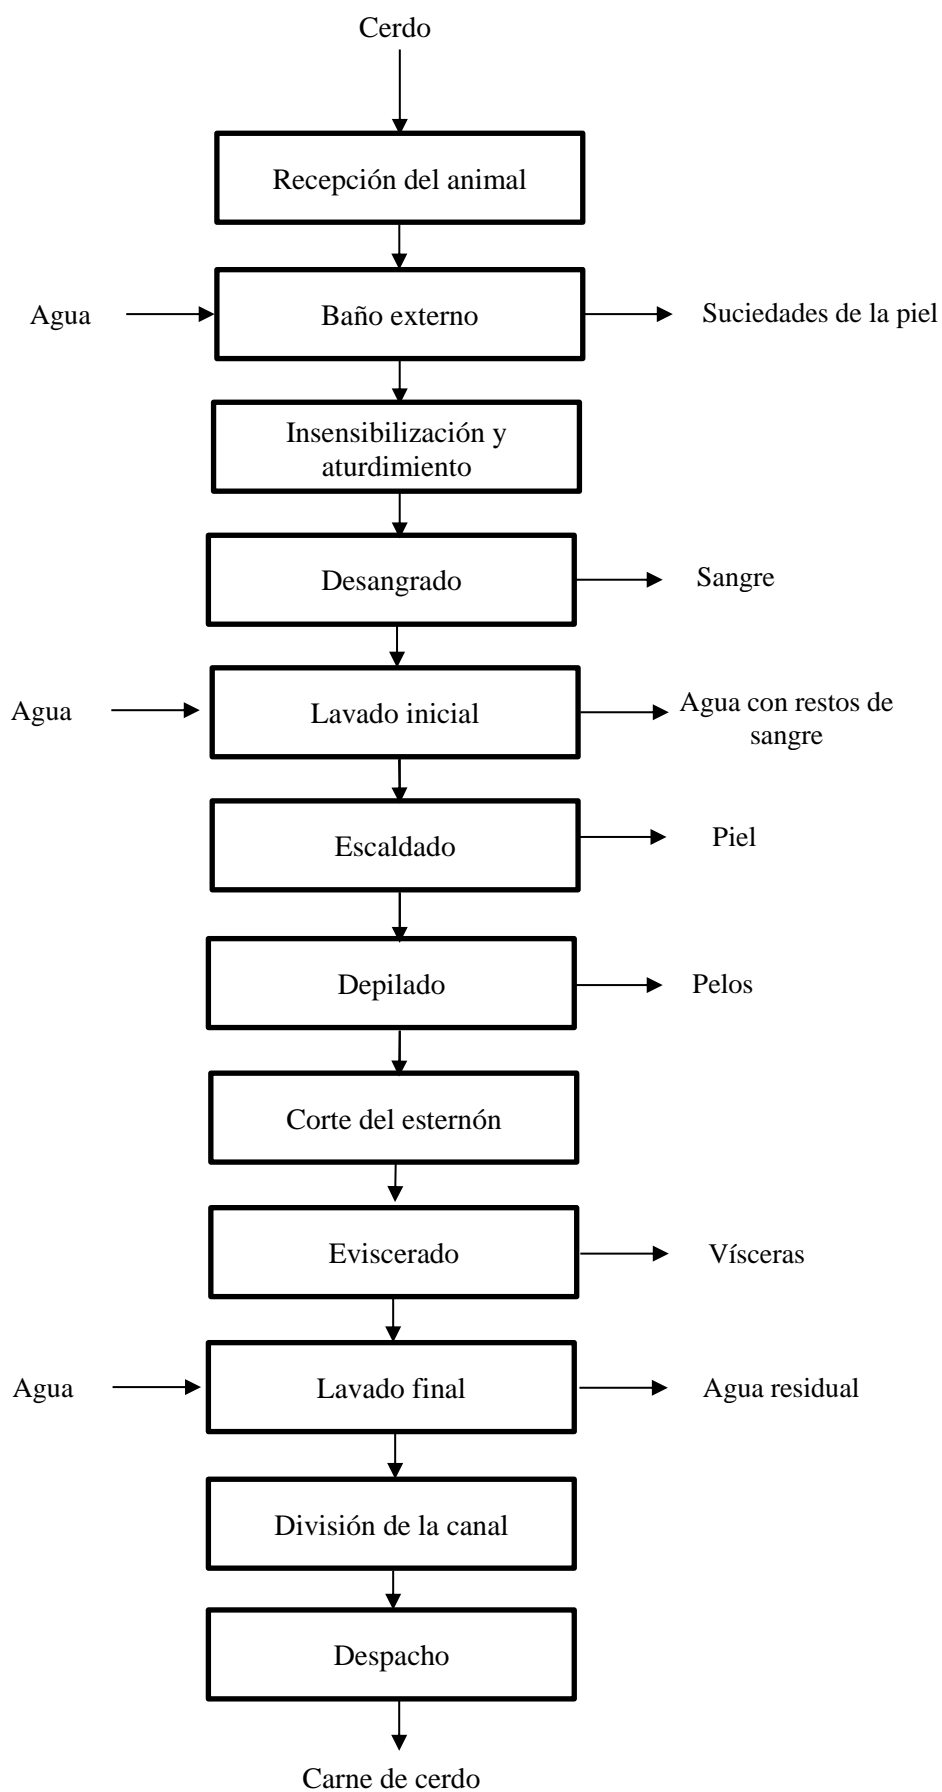 Cerdo
Recepción del animal
Agua
Baño externo
Suciedades de la piel
Insensibilización y
aturdimiento
Desangrado
Sangre
Agua
Lavado inicial
Agua con restos de
sangre
Escaldado
Piel
Depilado
Pelos
Corte del esternón
Eviscerado
Vísceras
Agua
Lavado final
Agua residual
División de la canal
Despacho
Carne de cerdo